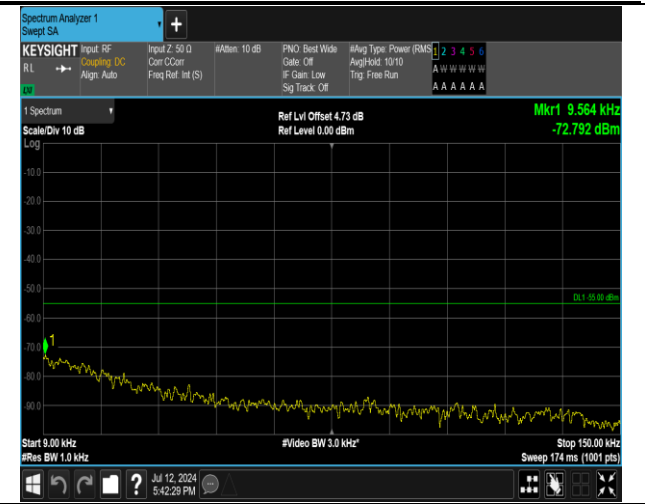 Spectrum Analyzer 1
Swept SA
+
KEYSIGHT Input: RF Input Z: 50 Ω #Atten: 10 dB PNO: Best Wide #Avg Type: Power (RMS 1 2 3 4 5 6
RL Coupling: DC Corr CCorr Gate: Off Avg|Hold: 10/10 A W W W W W
Align: Auto Freq Ref: Int (S) IF Gain: Low Trig: Free Run
Sig Track: Off A A A A A A
1 Spectrum Ref Lvl Offset 4.73 dB Mkr1 9.564 kHz
Scale/Div 10 dB Ref Level 0.00 dBm -72.792 dBm
Log
-10.0
-20.0
-30.0
-40.0
-50.0
DL1 -55.00 dBm
-60.0
-70.0 1
-80.0
-90.0
Start 9.00 kHz #Video BW 3.0 kHz* Stop 150.00 kHz
#Res BW 1.0 kHz Sweep 174 ms (1001 pts)
? Jul 12, 2024
5:42:29 PM